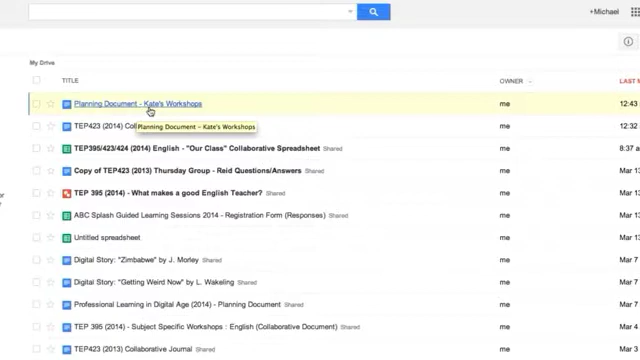 +Michael
My Drive
TITLE OWNER LAST M
Planning Document - Kate's Workshops me 12:43
TEP423 (2014) Coll me 12:32
Planning Document - Kate's Workshops
TEP395/423/424 (2014) English - "Our Class" Collaborative Spreadsheet Shared me 8:37 a
Copy of TEP423 (2013) Thursday Group - Reid Questions/Answers Shared me Mar 13
TEP 395 (2014) - What makes a good English Teacher? Shared me Mar 13
ABC Splash Guided Learning Sessions 2014 - Registration Form (Responses) Shared me Mar 13
Untitled spreadsheet me Mar 13
Digital Story: "Zimbabwe" by J. Morley Shared me Mar 7
Digital Story: "Getting Weird Now" by L. Wakeling Shared me Mar 7
Professional Learning in Digital Age (2014) - Planning Document Shared me Mar 7
TEP 395 (2014) - Subject Specific Workshops : English (Collaborative Document) Shared me Mar 4
TEP423 (2014) Collaborative Journal Shared me Mar 4